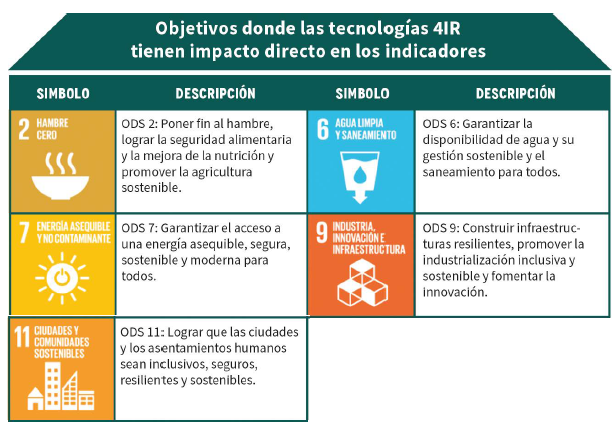 Objetivos donde las tecnologías 4IR
tienen impacto directo en los indicadores
SIMBOLO
DESCRIPCIÓN
SIMBOLO
DESCRIPCIÓN
2 HAMBRE
CERO
ODS 2: Poner fin al hambre,
lograr la seguridad alimentaria
y la mejora de la nutrición y
promover la agricultura
sostenible.
6 AGUA LIMPIA
Y SANEAMIENTO
ODS 6: Garantizar la
disponibilidad de agua y su
gestión sostenible y el
saneamiento para todos.
7 ENERGÍA ASEQUIBLE
Y NO CONTAMINANTE
ODS 7: Garantizar el acceso a
una energía asequible, segura,
sostenible y moderna para
todos.
9 INDUSTRIA,
INNOVACIÓN E
INFRAESTRUCTURA
ODS 9: Construir infraestruc-
turas resilientes, promover la
industrialización inclusiva y
sostenible y fomentar la
innovación.
11 CIUDADES Y
COMUNIDADES
SOSTENIBLES
ODS 11: Lograr que las ciudades
y los asentamientos humanos
sean inclusivos, seguros,
resilientes y sostenibles.